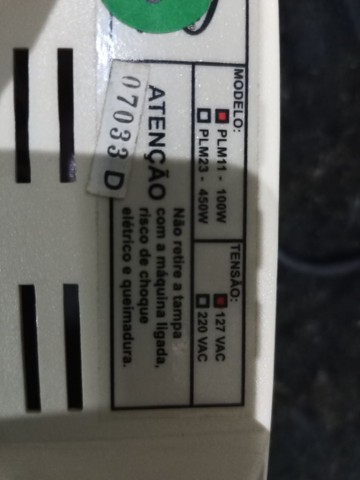 MODELO:
PLM11 - 100W
PLM23 - 450W
TENSÃO:
127 VAC
220 VAC
ATENÇÃO
Não retire a tampa
com a máquina ligada,
risco de choque
elétrico e queimadura.
07033 D